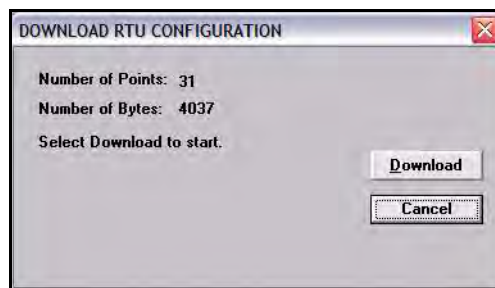 DOWNLOAD RTU CONFIGURATION
Number of Points: 31
Number of Bytes: 4037
Select Download to start.
Download
Cancel